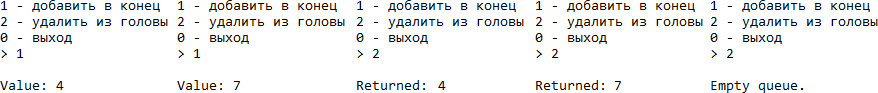 1 - добавить в конец 1 - добавить в конец 1 - добавить в конец 1 - добавить в конец 1 - добавить в конец
2 - удалить из головы 2 - удалить из головы 2 - удалить из головы 2 - удалить из головы 2 - удалить из головы
0 - выход 0 - выход 0 - выход 0 - выход 0 - выход
> 1 > 1 > 2 > 2 > 2
Value: 4 Value: 7 Returned: 4 Returned: 7 Empty queue.